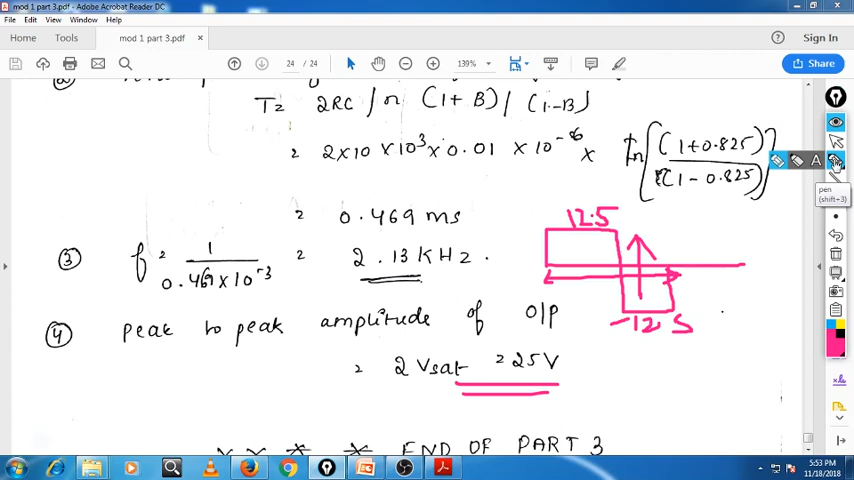 mod 1 part 3.pdf - Adobe Acrobat Reader DC
File Edit View Window Help
Home Tools mod 1 part 3.pdf × Sign In
24 / 24 139% Share
T= 2RC ln (1+B)/(1-B)
= 2×10×10³×0.01 ×10⁻⁶ × ln[(1+0.825)
(1-0.825)]
pen
(shift+3)
= 0.469 ms
12.5
③ f = 1 = 2.13 KHz.
0.469×10⁻³
-12.5
④ peak to peak amplitude of O/P
= 2 Vsat = 25V
× × * * END OF PART 3
5:53 PM
11/18/2018